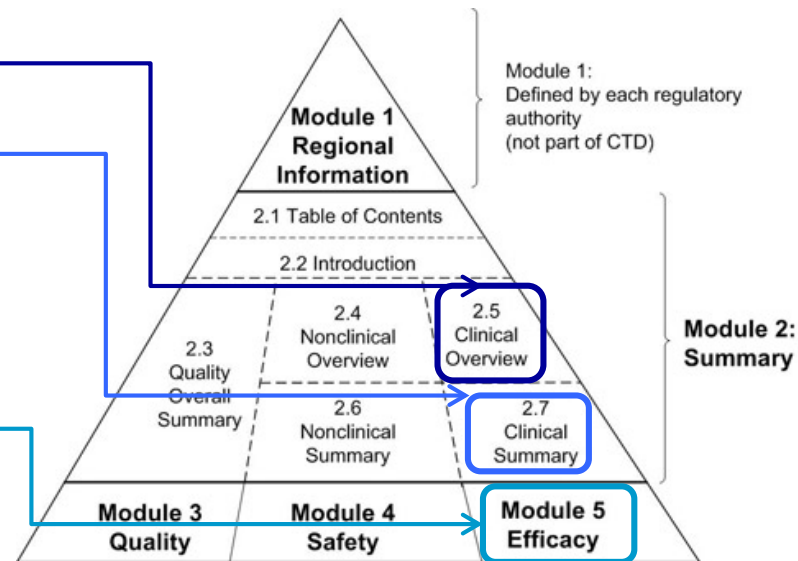 Module 1
Regional
Information
Module 1:
Defined by each regulatory
authority
(not part of CTD)
2.1 Table of Contents
2.2 Introduction
2.3
Quality
Overall
Summary
2.4
Nonclinical
Overview
2.5
Clinical
Overview
2.6
Nonclinical
Summary
2.7
Clinical
Summary
Module 2:
Summary
Module 3
Quality
Module 4
Safety
Module 5
Efficacy